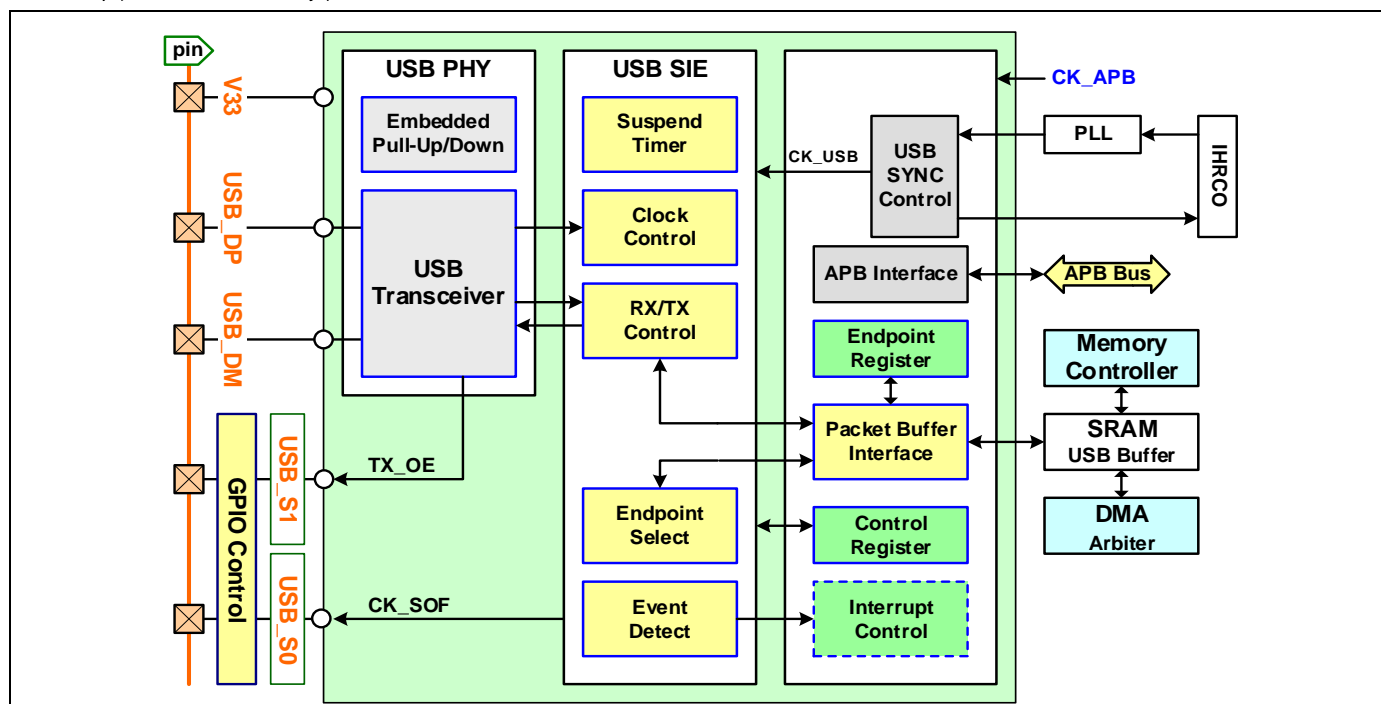 pin
V33
USB_DP
USB_DM
GPIO Control
USB_S1
USB_S0
USB PHY
Embedded
Pull-Up/Down
USB
Transceiver
TX_OE
CK_SOF
USB SIE
Suspend
Timer
Clock
Control
RX/TX
Control
Endpoint
Select
Event
Detect
CK_USB
USB
SYNC
Control
APB Interface
Endpoint
Register
Packet Buffer
Interface
Control
Register
Interrupt
Control
CK_APB
PLL
IHRCO
APB Bus
Memory
Controller
SRAM
USB Buffer
DMA
Arbiter